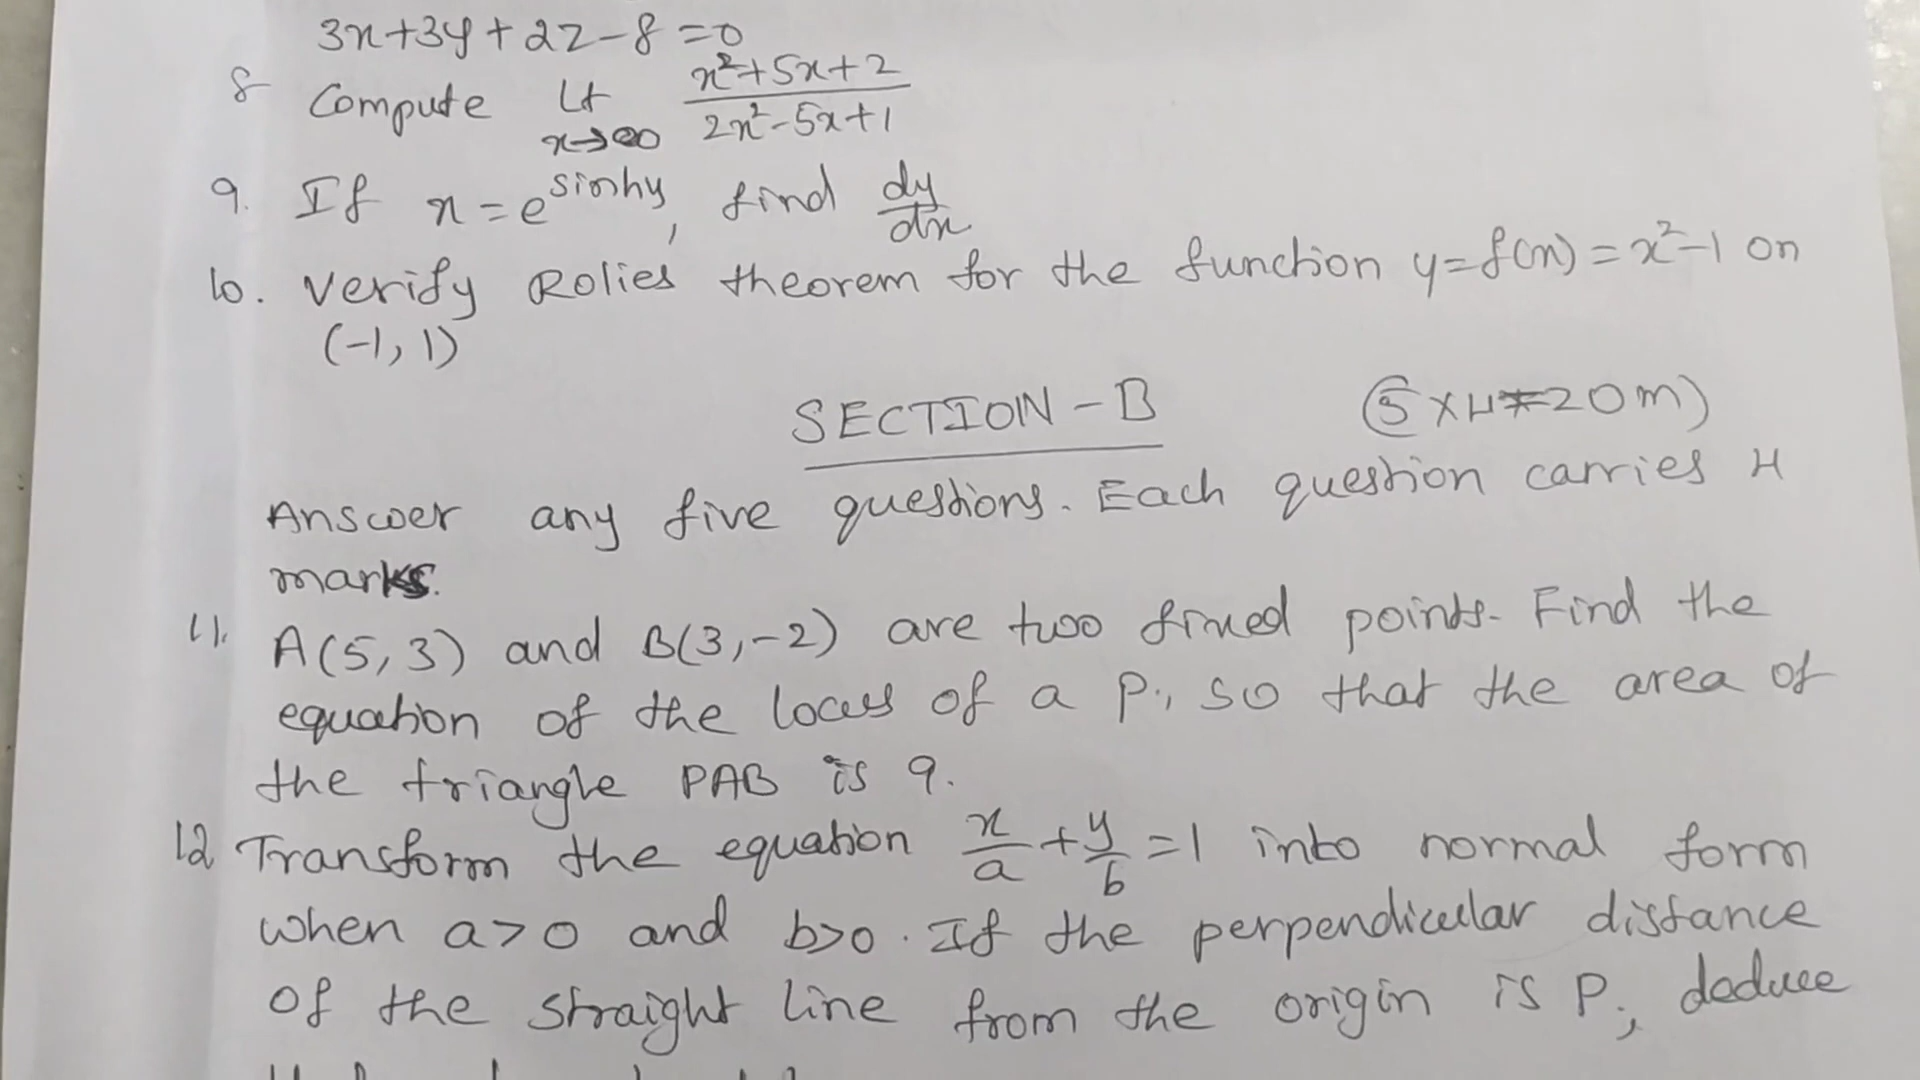 3x+3y+2z-8=0
8 Compute Lt x→∞ x²+5x+2 / 2x²-5x+1
9. If x=e^sinhy, find dy/dx
10. Verify Rolies theorem for the function y=f(x)=x²-1 on
(-1, 1)
SECTION-B (5X4=20m)
Answer any five questions. Each question carries 4
marks.
11. A(5,3) and B(3,-2) are two fixed points. Find the
equation of the locus of a P., so that the area of
the triangle PAB is 9.
12 Transform the equation x/a + y/b = 1 into normal form
when a>0 and b>0. If the perpendicular distance
of the straight line from the origin is P., deduce